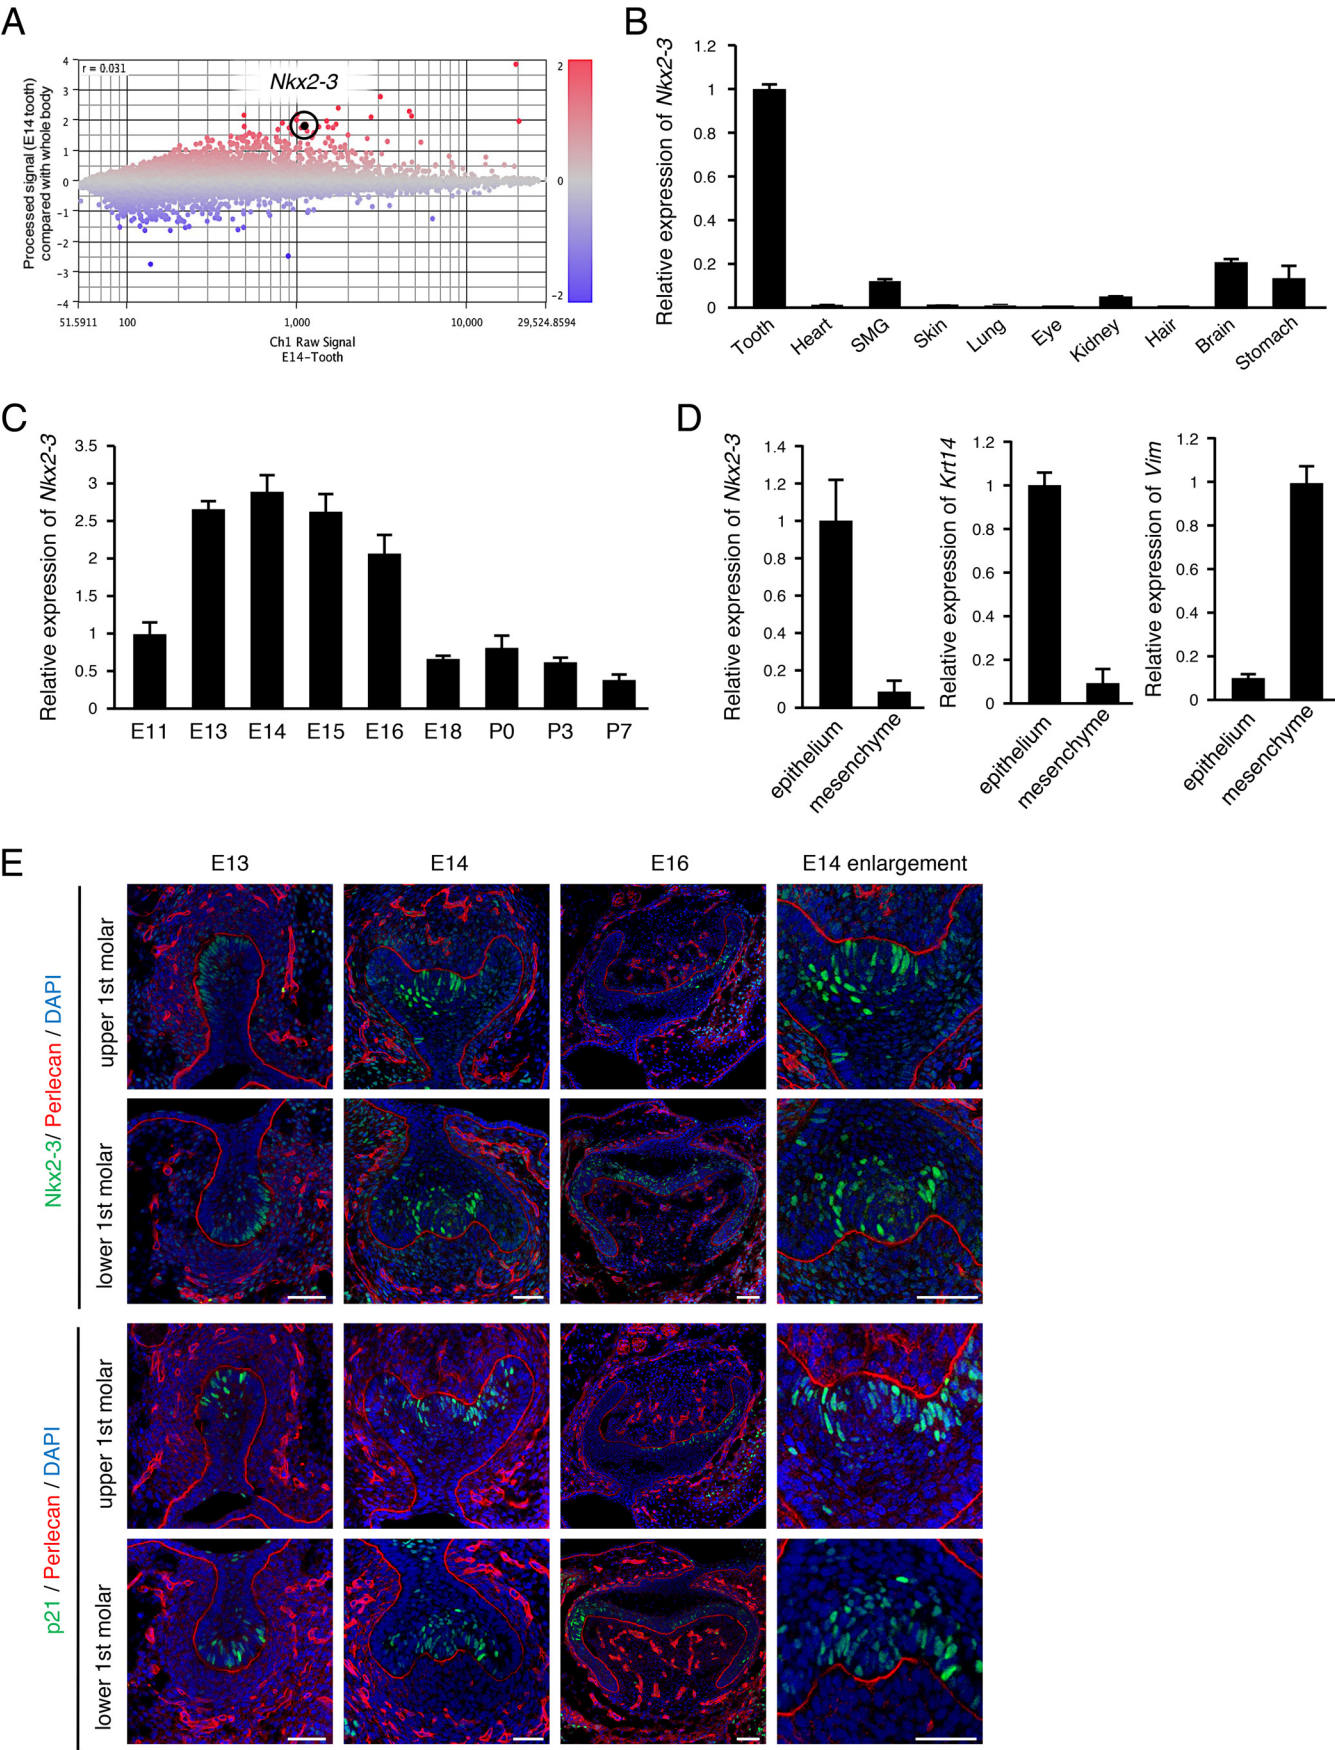 A
r = 0.031
Nkx2-3
Processed signal (E14 tooth)
compared with whole body
4
3
2
1
0
-1
-2
-3
-4
51.5911
100
1,000
10,000
29,524.8594
Ch1 Raw Signal
E14-Tooth
2
0
-2
B
Relative expression of Nkx2-3
1.2
1
0.8
0.6
0.4
0.2
0
Tooth
Heart
SMG
Skin
Lung
Eye
Kidney
Hair
Brain
Stomach
C
Relative expression of Nkx2-3
3.5
3
2.5
2
1.5
1
0.5
0
E11
E13
E14
E15
E16
E18
P0
P3
P7
D
Relative expression of Nkx2-3
1.4
1.2
1
0.8
0.6
0.4
0.2
0
epithelium
mesenchyme
Relative expression of Krt14
1.2
1
0.8
0.6
0.4
0.2
0
epithelium
mesenchyme
Relative expression of Vim
1.2
1
0.8
0.6
0.4
0.2
0
epithelium
mesenchyme
E
E13
E14
E16
E14 enlargement
Nkx2-3/ Perlecan / DAPI
upper 1st molar
lower 1st molar
p21 / Perlecan / DAPI
upper 1st molar
lower 1st molar